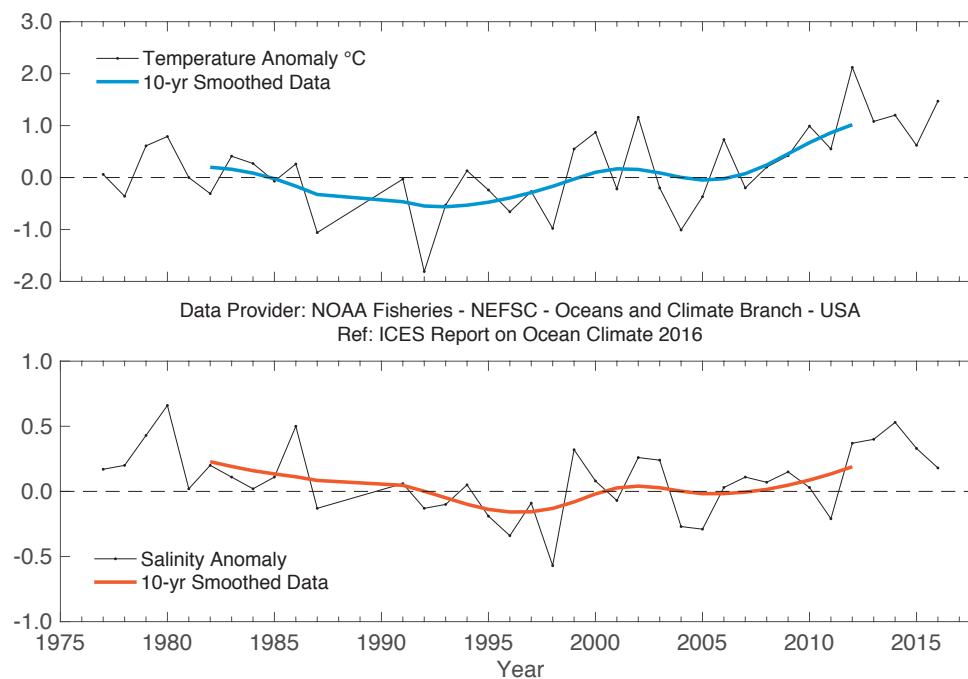 3.0
2.0
1.0
0.0
-1.0
-2.0
Temperature Anomaly °C
10-yr Smoothed Data
Data Provider: NOAA Fisheries - NEFSC - Oceans and Climate Branch - USA
Ref: ICES Report on Ocean Climate 2016
1.0
0.5
0.0
-0.5
-1.0
Salinity Anomaly
10-yr Smoothed Data
1975 1980 1985 1990 1995 2000 2005 2010 2015
Year